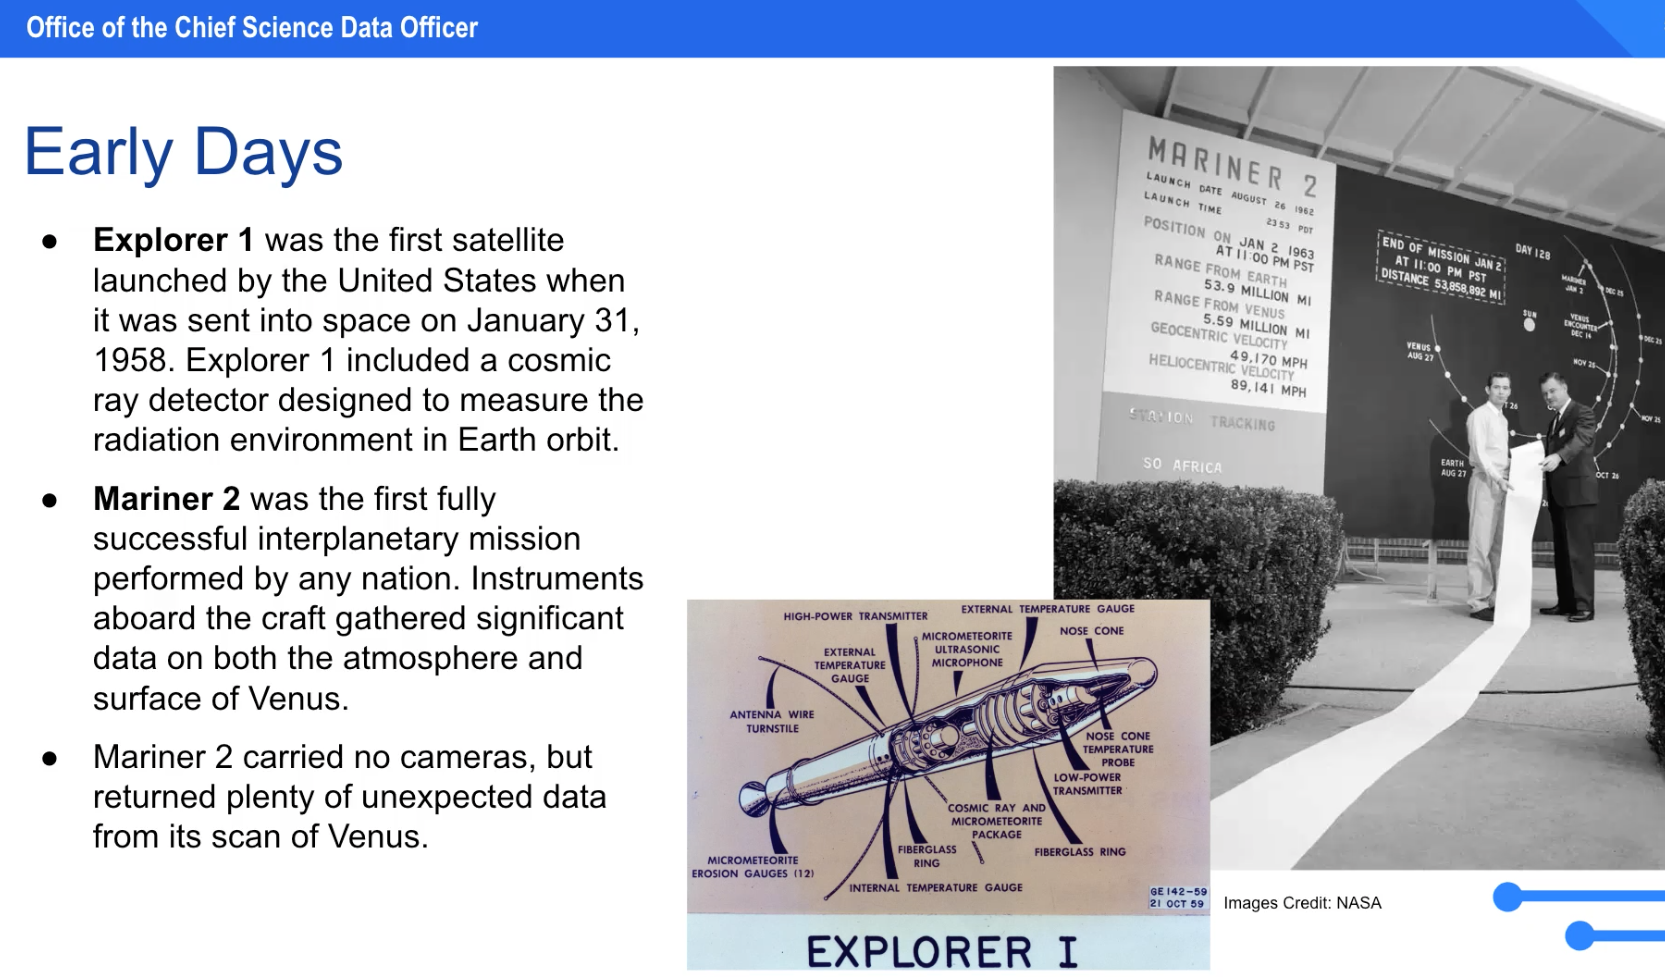 Office of the Chief Science Data Officer
Early Days
● Explorer 1 was the first satellite
launched by the United States when
it was sent into space on January 31,
1958. Explorer 1 included a cosmic
ray detector designed to measure the
radiation environment in Earth orbit.
● Mariner 2 was the first fully
successful interplanetary mission
performed by any nation. Instruments
aboard the craft gathered significant
data on both the atmosphere and
surface of Venus.
● Mariner 2 carried no cameras, but
returned plenty of unexpected data
from its scan of Venus.
MARINER 2
LAUNCH DATE AUGUST 26 1962
LAUNCH TIME 23 53 PDT
POSITION ON JAN 2, 1963
AT 11:00 PM PST
RANGE FROM EARTH
53.9 MILLION MI
RANGE FROM VENUS
5.59 MILLION MI
GEOCENTRIC VELOCITY
49,170 MPH
HELIOCENTRIC VELOCITY
89,141 MPH
STATION TRACKING
SO AFRICA
END OF MISSION JAN 2
AT 11:00 PM PST
DISTANCE 53,858,892 MI
DAY 128
MARINER
JAN 2
DEC 25
SUN
VENUS
ENCOUNTER
DEC 14
DEC 25
VENUS
AUG 27
NOV 25
NOV 25
EARTH
AUG 27
OCT 26
HIGH-POWER TRANSMITTER
EXTERNAL TEMPERATURE GAUGE
MICROMETEORITE
ULTRASONIC
MICROPHONE
NOSE CONE
EXTERNAL
TEMPERATURE
GAUGE
ANTENNA WIRE
TURNSTILE
NOSE CONE
TEMPERATURE
PROBE
LOW-POWER
TRANSMITTER
COSMIC RAY AND
MICROMETEORITE
PACKAGE
FIBERGLASS
RING
FIBERGLASS RING
MICROMETEORITE
EROSION GAUGES (12)
INTERNAL TEMPERATURE GAUGE
GE 142-59
21 OCT 59
EXPLORER I
Images Credit: NASA